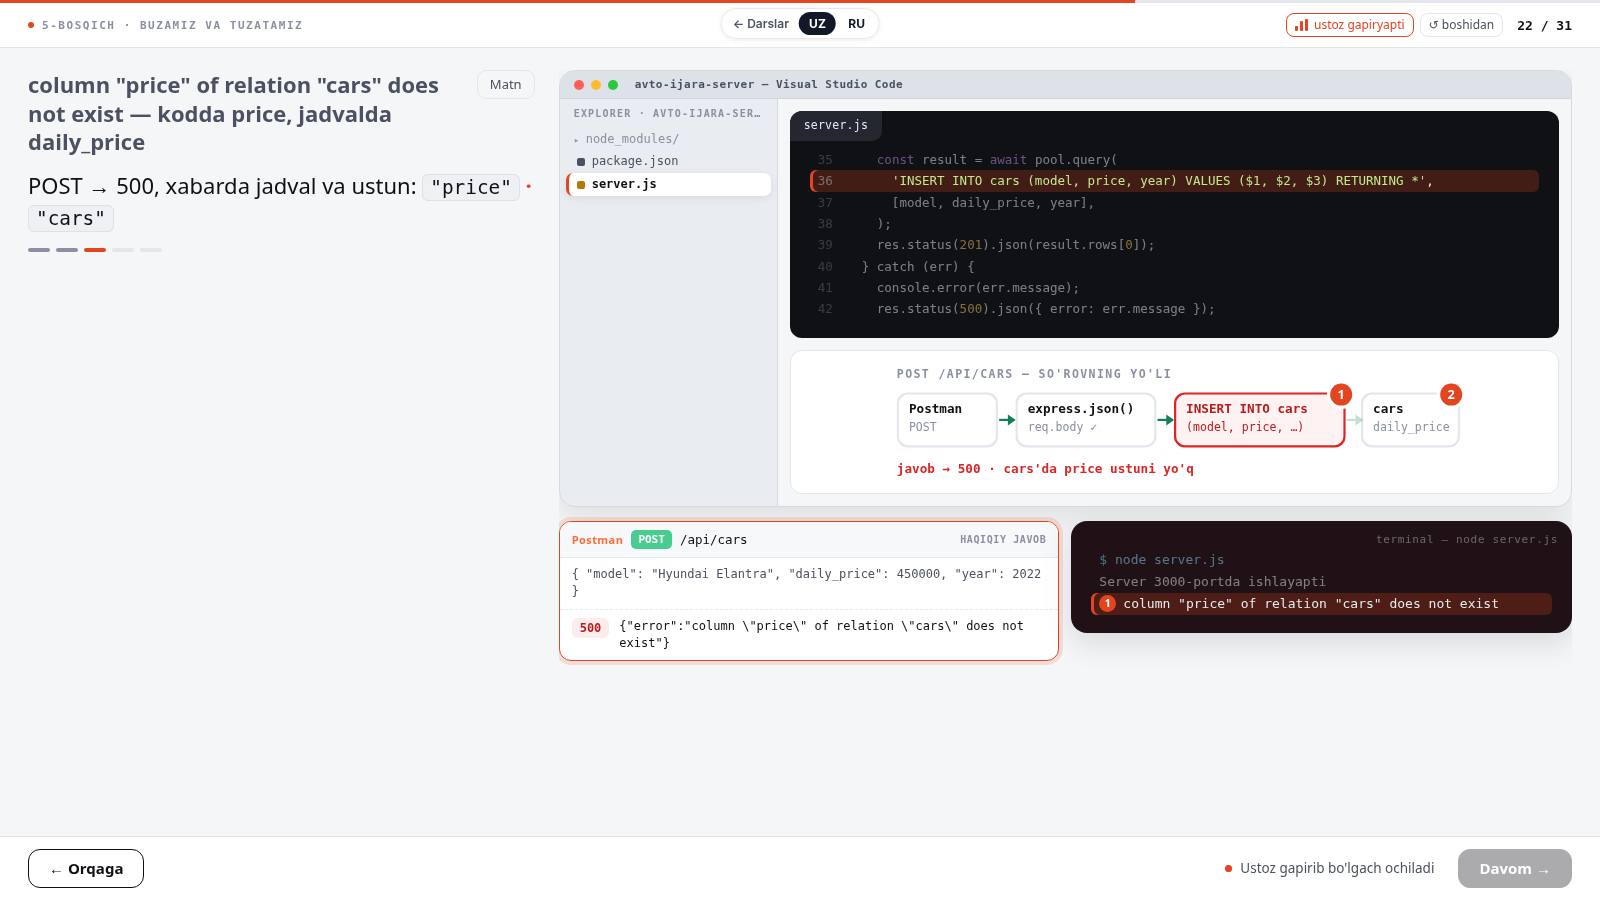 5-BOSQICH · BUZAMIZ VA TUZATAMIZ
← Darslar UZ RU
ustoz gapiryapti
↺ boshidan
22 / 31
column "price" of relation "cars" does
not exist — kodda price, jadvalda
daily_price
Matn
POST → 500, xabarda jadval va ustun: "price" ·
"cars"
avto-ijara-server — Visual Studio Code
EXPLORER · AVTO-IJARA-SER…
▸ node_modules/
package.json
server.js
server.js
35 const result = await pool.query(
36 'INSERT INTO cars (model, price, year) VALUES ($1, $2, $3) RETURNING *',
37 [model, daily_price, year],
38 );
39 res.status(201).json(result.rows[0]);
40 } catch (err) {
41 console.error(err.message);
42 res.status(500).json({ error: err.message });
POST /API/CARS — SO'ROVNING YO'LI
Postman
POST
express.json()
req.body ✓
INSERT INTO cars
(model, price, …)
1
cars
daily_price
2
javob → 500 · cars'da price ustuni yo'q
Postman POST /api/cars HAQIQIY JAVOB
{ "model": "Hyundai Elantra", "daily_price": 450000, "year": 2022
}
500 {"error":"column \"price\" of relation \"cars\" does not
exist"}
terminal — node server.js
$ node server.js
Server 3000-portda ishlayapti
1 column "price" of relation "cars" does not exist
← Orqaga
Ustoz gapirib bo'lgach ochiladi
Davom →